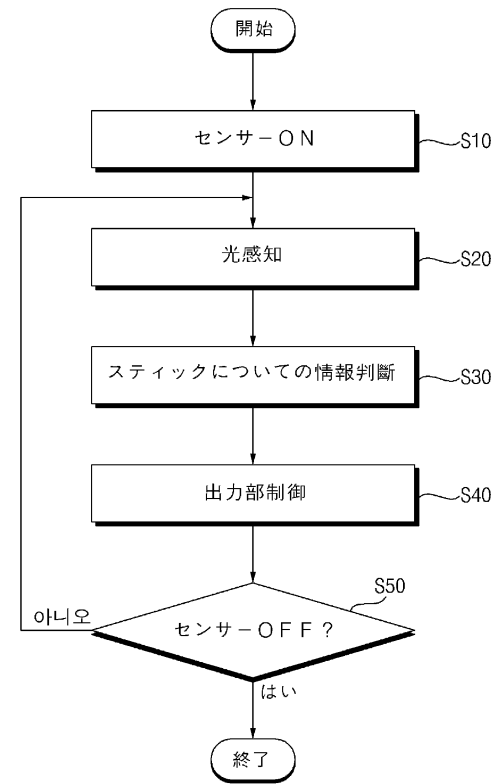 開始
センサーON
S10
光感知
S20
スティックについての情報判斷
S30
出力部制御
S40
S50
センサーOFF?
아니오
はい
終了